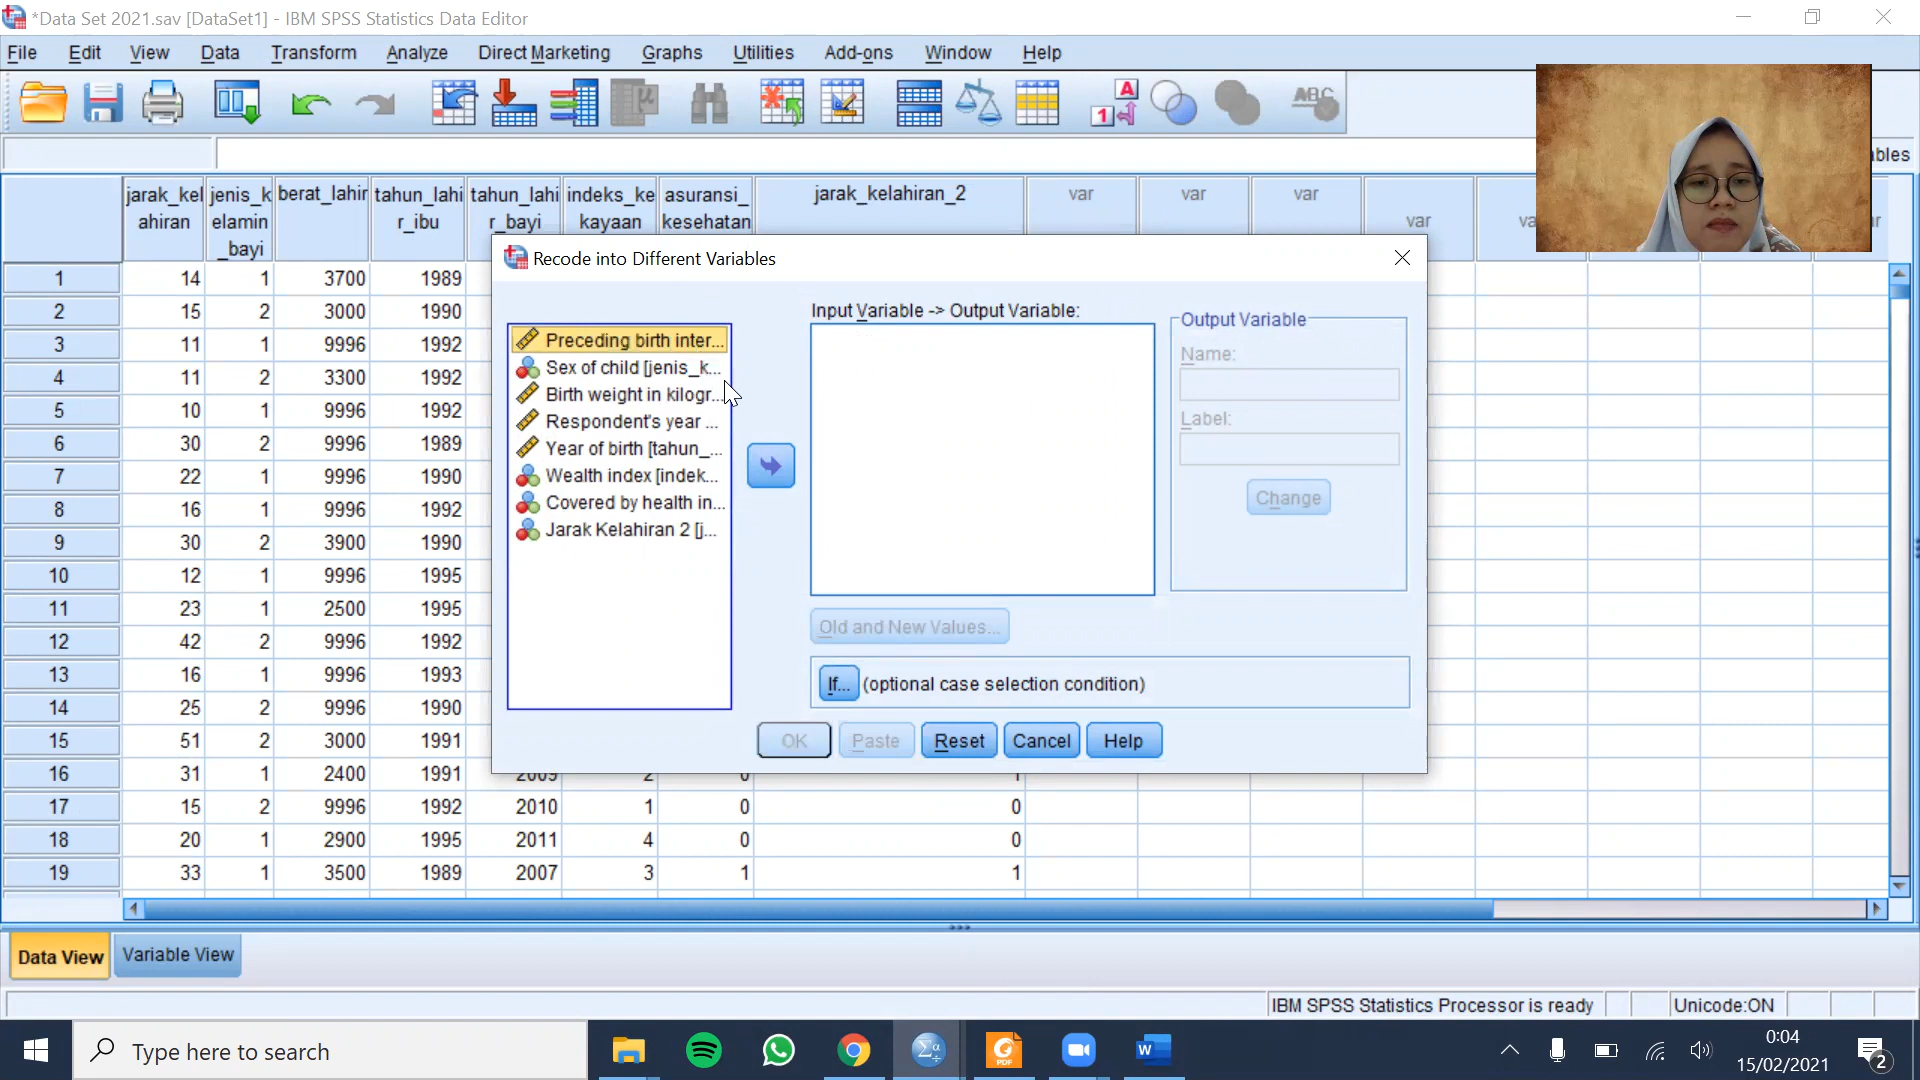 *Data Set 2021.sav [DataSet1] - IBM SPSS Statistics Data Editor
File Edit View Data Transform Analyze Direct Marketing Graphs Utilities Add-ons Window Help
bles
jarak_kel
ahiran
jenis_k
elamin
_bayi
berat_lahir
tahun_lahi
r_ibu
tahun_lahi
r_bayi
indeks_ke
kayaan
asuransi_
kesehatan
jarak_kelahiran_2
var var var var
1 14 1 3700 1989
2 15 2 3000 1990
3 11 1 9996 1992
4 11 2 3300 1992
5 10 1 9996 1992
6 30 2 9996 1989
7 22 1 9996 1990
8 16 1 9996 1992
9 30 2 3900 1990
10 12 1 9996 1995
11 23 1 2500 1995
12 42 2 9996 1992
13 16 1 9996 1993
14 25 2 9996 1990
15 51 2 3000 1991
16 31 1 2400 1991 2009 2 0 1
17 15 2 9996 1992 2010 1 0 0
18 20 1 2900 1995 2011 4 0 0
19 33 1 3500 1989 2007 3 1 1
Recode into Different Variables
Preceding birth inter...
Sex of child [jenis_k...
Birth weight in kilogr...
Respondent's year ...
Year of birth [tahun_...
Wealth index [indek...
Covered by health in...
Jarak Kelahiran 2 [j...
Input Variable -> Output Variable:
Output Variable
Name:
Label:
Change
Old and New Values...
If... (optional case selection condition)
OK Paste Reset Cancel Help
Data View Variable View
IBM SPSS Statistics Processor is ready Unicode:ON
Type here to search
0:04
15/02/2021
2